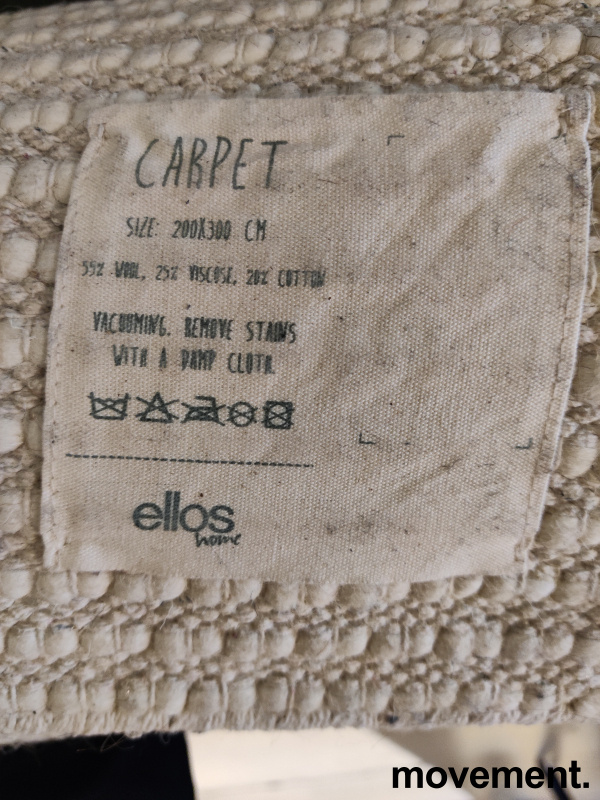 CARPET
SIZE: 200X300 CM
55% WOOL, 25% VISCOSE, 20% COTTON
VACUUMING. REMOVE STAINS
WITH A DAMP CLOTH.
ellos
home
movement.